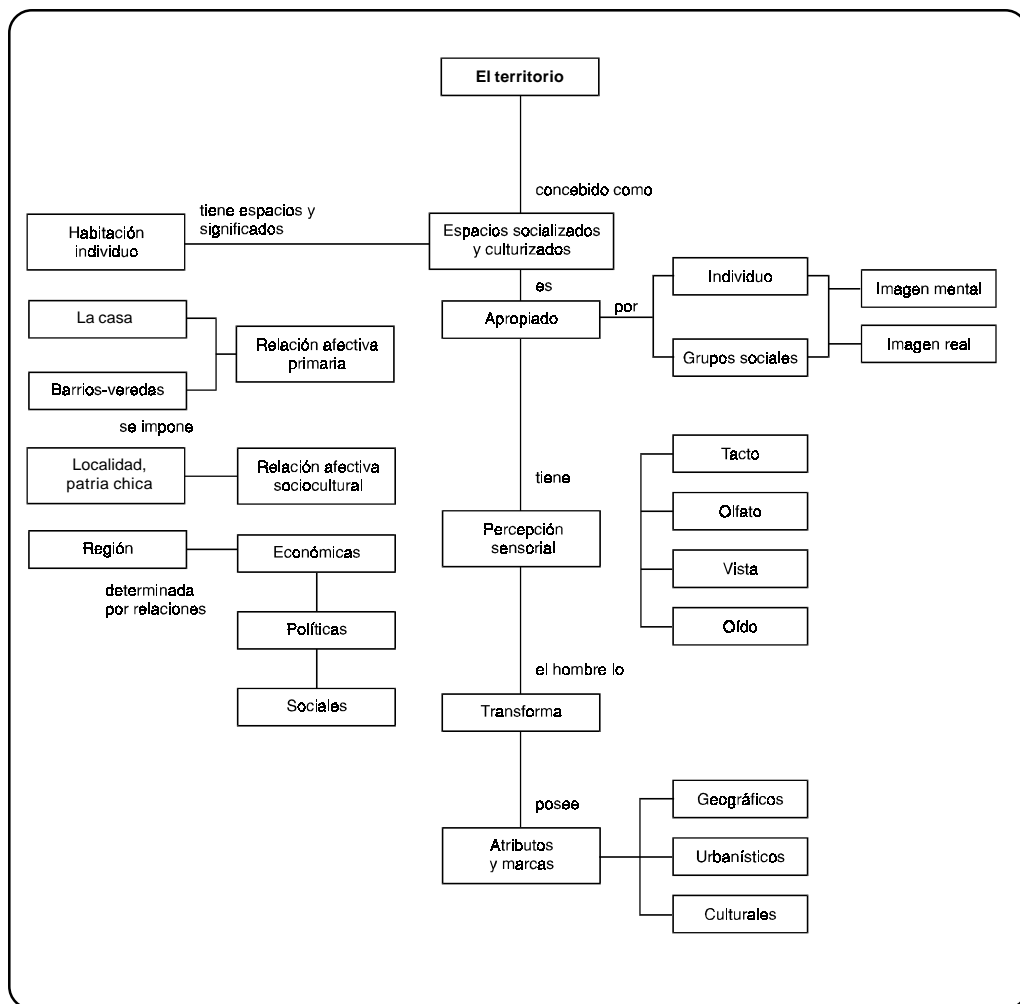 El territorio
concebido como
tiene espacios y
significados
Habitación
individuo
Espacios socializados
y culturizados
es
Apropiado
por
Individuo
Grupos sociales
Imagen mental
Imagen real
La casa
Barrios-veredas
Relación afectiva
primaria
se impone
Localidad,
patria chica
Relación afectiva
sociocultural
Región
determinada
por relaciones
Económicas
Políticas
Sociales
tiene
Percepción
sensorial
Tacto
Olfato
Vista
Oído
el hombre lo
Transforma
posee
Atributos
y marcas
Geográficos
Urbanísticos
Culturales